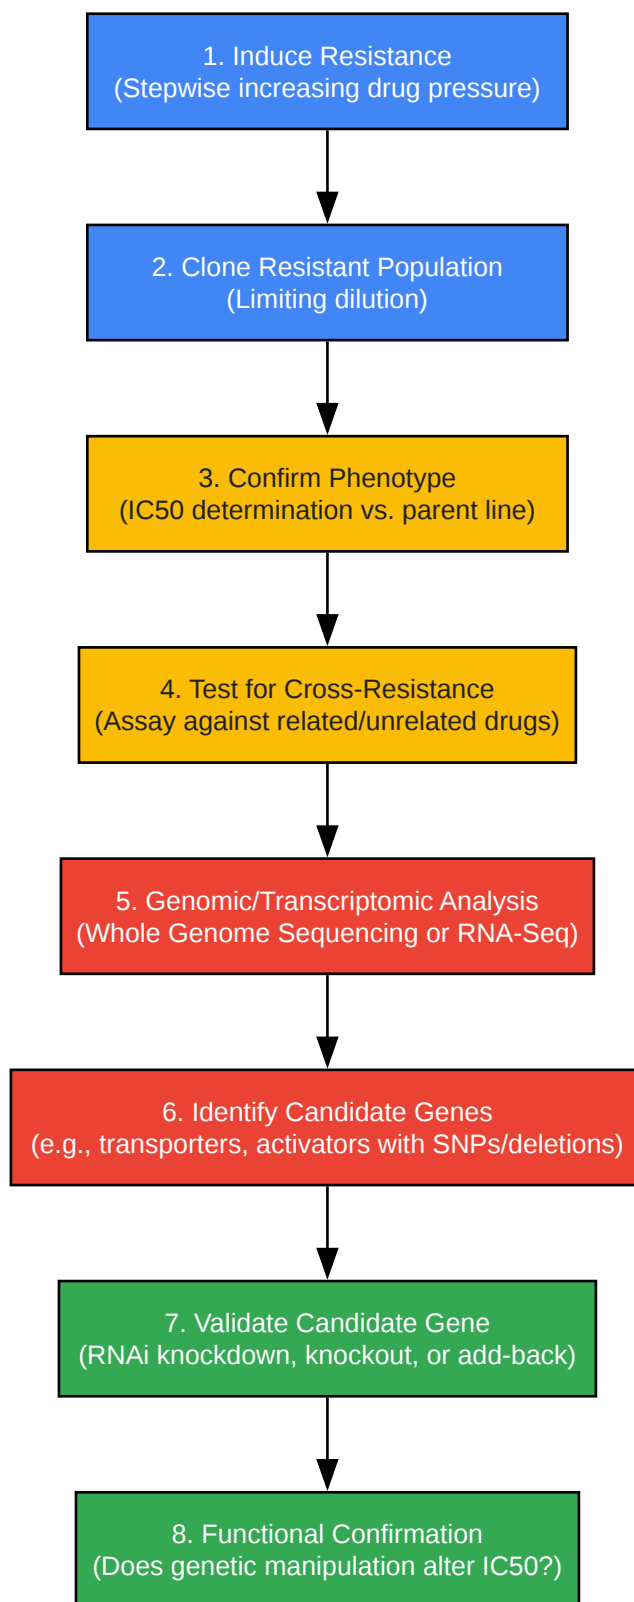 1. Induce Resistance
(Stepwise increasing drug pressure)
2. Clone Resistant Population
(Limiting dilution)
3. Confirm Phenotype
(IC50 determination vs. parent line)
4. Test for Cross-Resistance
(Assay against related/unrelated drugs)
5. Genomic/Transcriptomic Analysis
(Whole Genome Sequencing or RNA-Seq)
6. Identify Candidate Genes
(e.g., transporters, activators with SNPs/deletions)
7. Validate Candidate Gene
(RNAi knockdown, knockout, or add-back)
8. Functional Confirmation
(Does genetic manipulation alter IC50?)